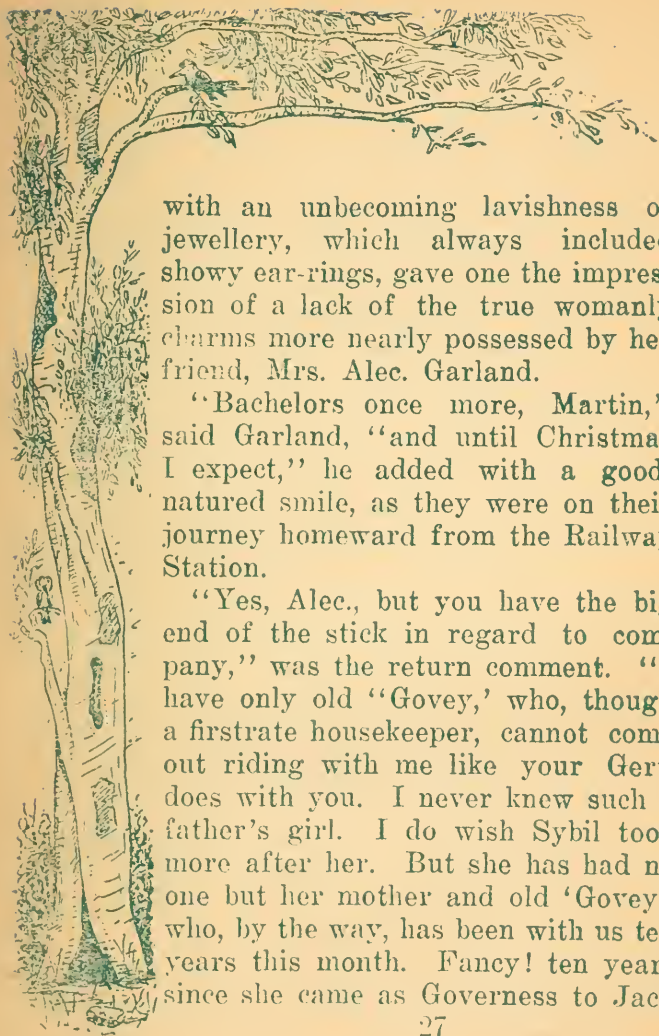 with an unbecoming lavishness o
jewellery, which always include
showy ear-rings, gave one the impres
sion of a lack of the true womanl
charms more nearly possessed by he
friend, Mrs. Alec. Garland.
"Bachelors once more, Martin,'
said Garland, "and until Christma
I expect," he added with a good
natured smile, as they were on thei
journey homeward from the Railwa
Station.
"Yes, Alec., but you have the bi
end of the stick in regard to com
pany," was the return comment. "
have only old "Govey,' who, thoug
a firstrate housekeeper, cannot com
out riding with me like your Ger
does with you. I never knew such
father's girl. I do wish Sybil too
more after her. But she has had n
one but her mother and old 'Govey
who, by the way, has been with us te
years this month. Fancy! ten year
since she came as Governess to Jac
27